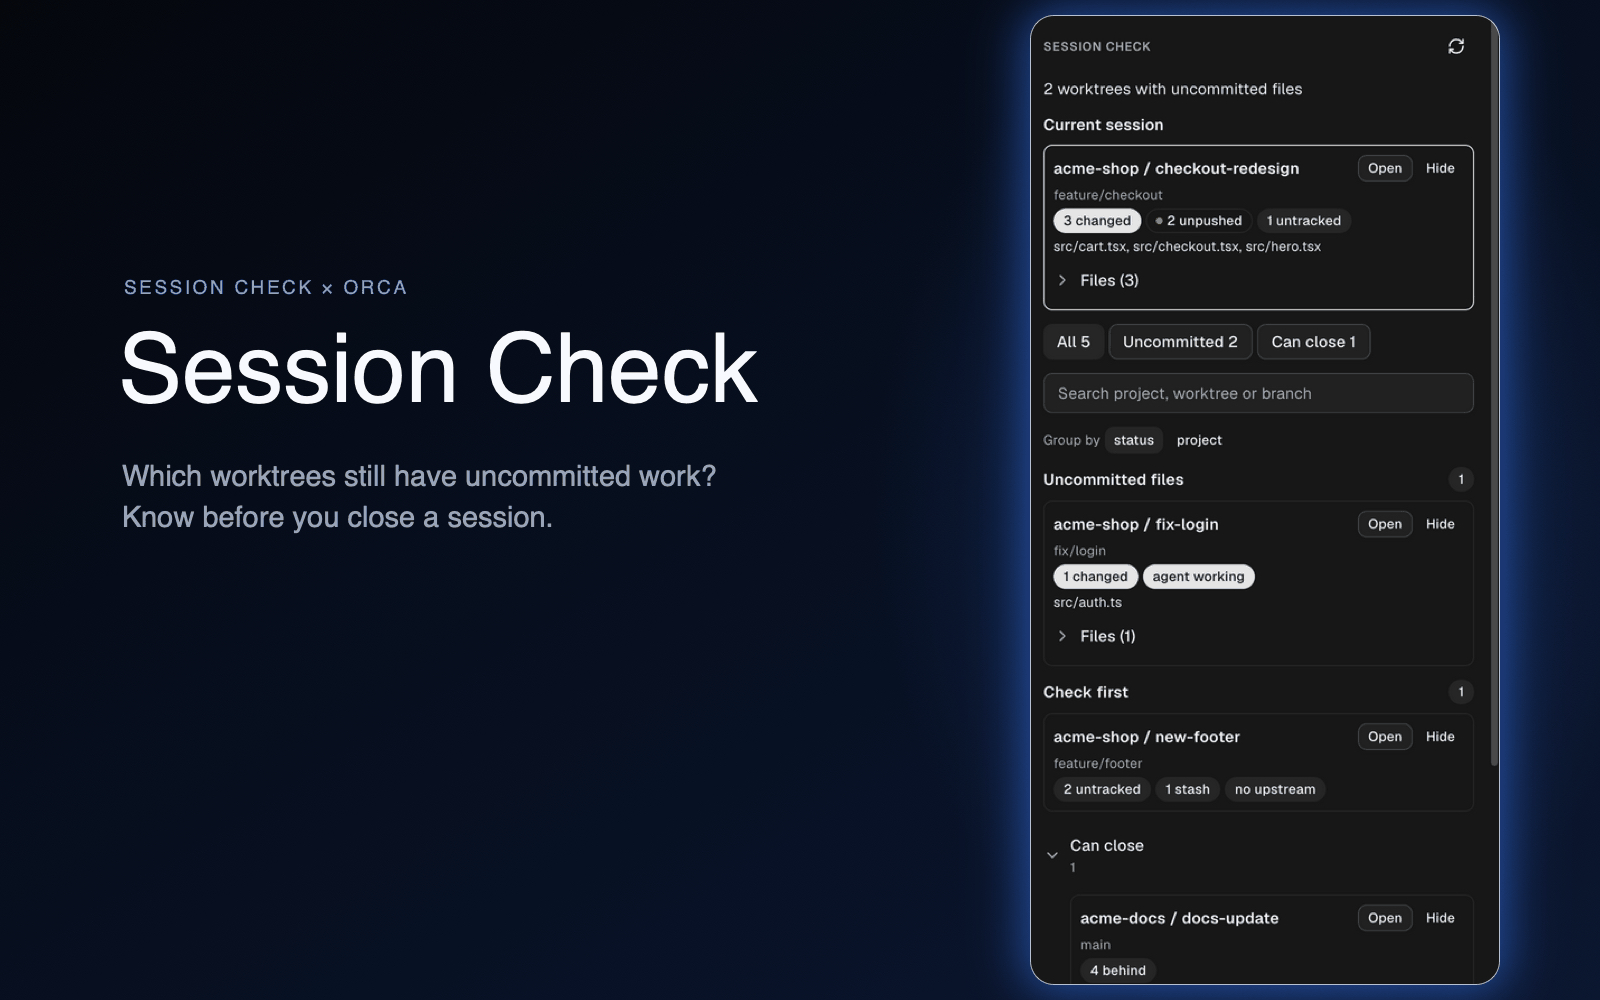 SESSION CHECK × ORCA
Session Check
Which worktrees still have uncommitted work?
Know before you close a session.
SESSION CHECK
2 worktrees with uncommitted files
Current session
acme-shop / checkout-redesign Open Hide
feature/checkout
3 changed 2 unpushed 1 untracked
src/cart.tsx, src/checkout.tsx, src/hero.tsx
Files (3)
All 5 Uncommitted 2 Can close 1
Search project, worktree or branch
Group by status project
Uncommitted files 1
acme-shop / fix-login Open Hide
fix/login
1 changed agent working
src/auth.ts
Files (1)
Check first 1
acme-shop / new-footer Open Hide
feature/footer
2 untracked 1 stash no upstream
Can close
1
acme-docs / docs-update Open Hide
main
4 behind